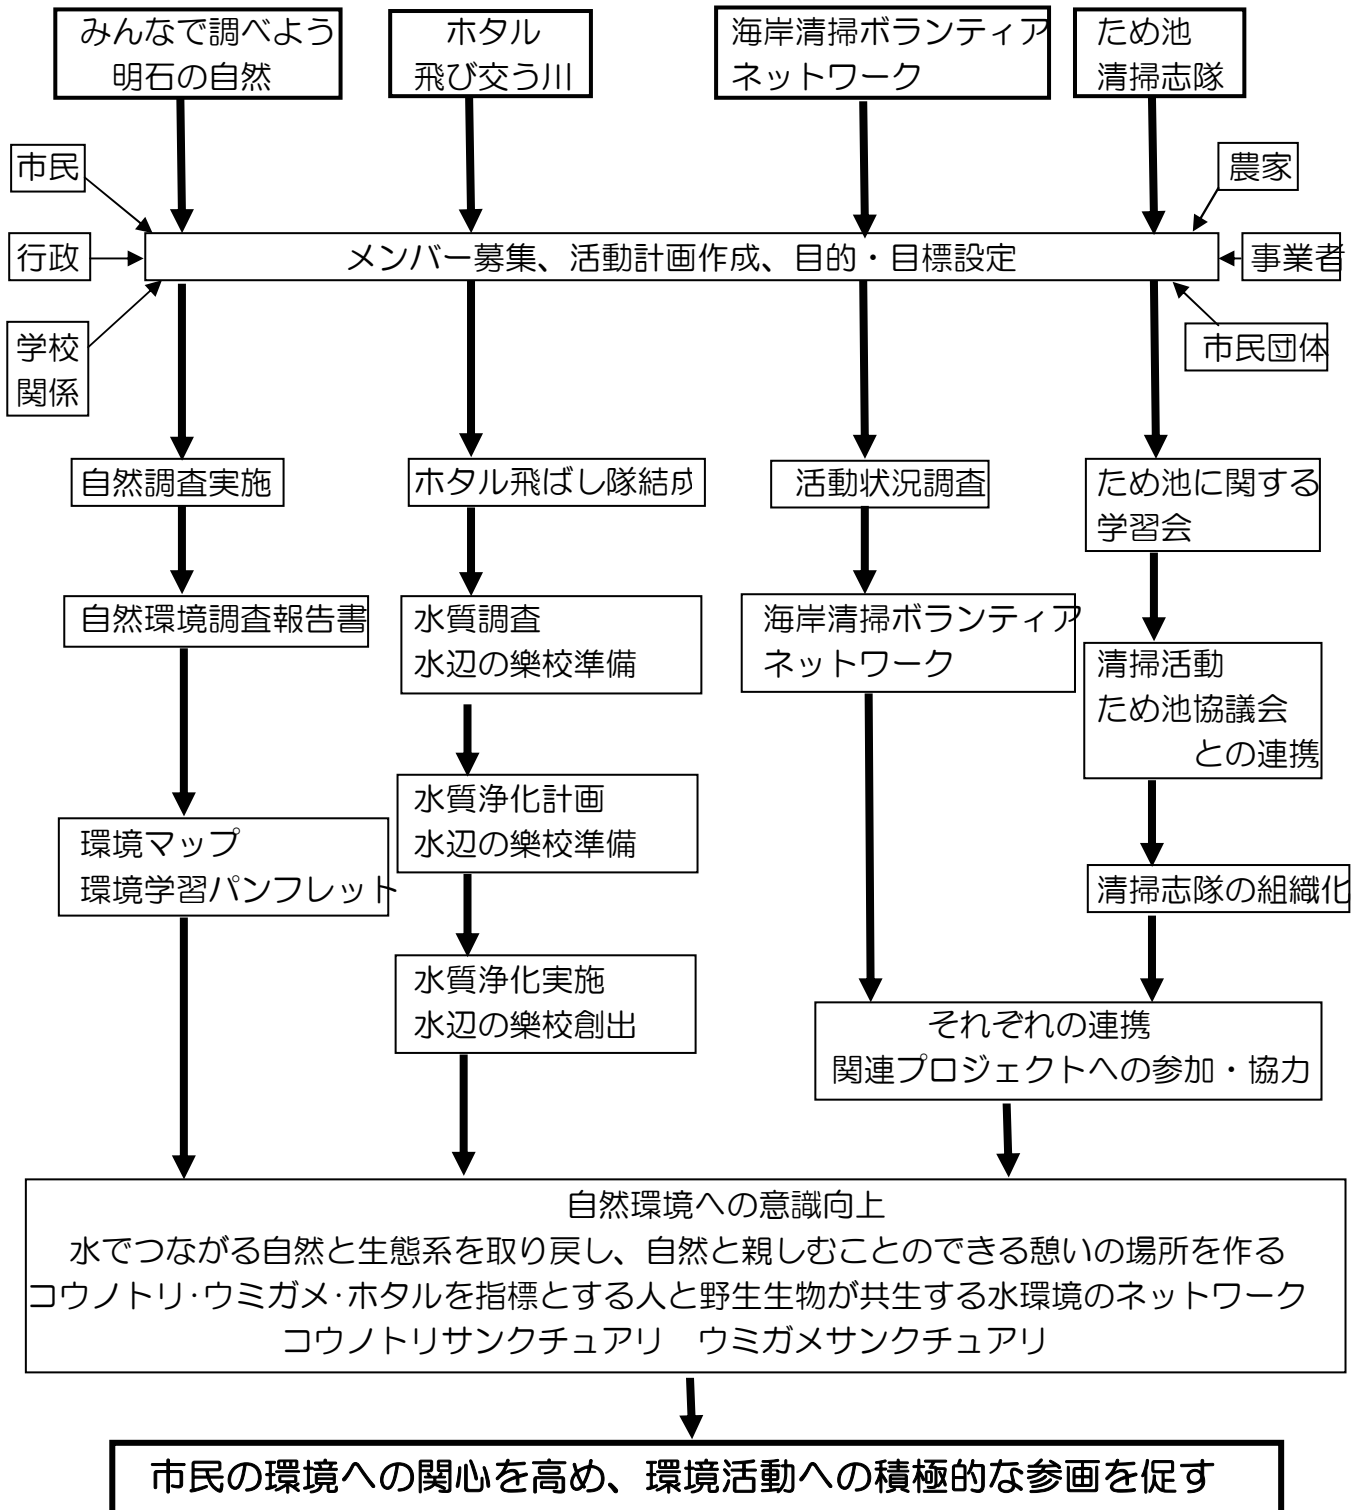 みんなで調べよう
明石の自然
ホタル
飛び交う川
海岸清掃ボランティア
ネットワーク
ため池
清掃志隊
市民
農家
行政
メンバー募集、活動計画作成、目的・目標設定
事業者
学校
関係
市民団体
自然調査実施
ホタル飛ばし隊結成
活動状況調査
ため池に関する
学習会
自然環境調査報告書
水質調査
水辺の樂校準備
海岸清掃ボランティア
ネットワーク
清掃活動
ため池協議会
との連携
環境マップ
環境学習パンフレット
水質浄化計画
水辺の樂校準備
清掃志隊の組織化
水質浄化実施
水辺の樂校創出
それぞれの連携
関連プロジェクトへの参加・協力
自然環境への意識向上
水でつながる自然と生態系を取り戻し、自然と親しむことのできる憩いの場所を作る
コウノトリ・ウミガメ・ホタルを指標とする人と野生生物が共生する水環境のネットワーク
コウノトリサンクチュアリ　ウミガメサンクチュアリ
市民の環境への関心を高め、環境活動への積極的な参画を促す